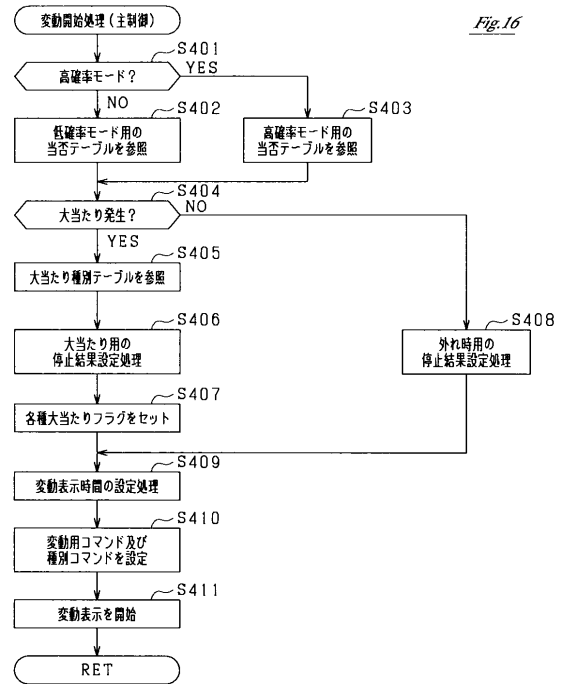 Fig.16
変動開始処理(主制御)
S401
高確率モード?
YES
NO
S402
低確率モード用の
当否テーブルを参照
S403
高確率モード用の
当否テーブルを参照
S404
大当たり発生?
NO
YES
S405
大当たり種別テーブルを参照
S406
大当たり用の
停止結果設定処理
S408
外れ時用の
停止結果設定処理
S407
各種大当たりフラグをセット
S409
変動表示時間の設定処理
S410
変動用コマンド及び
種別コマンドを設定
S411
変動表示を開始
RET